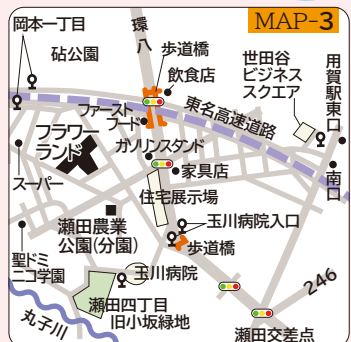 MAP-3
岡本一丁目
環八
砧公園
歩道橋
飲食店
世田谷
ビジネス
スクエア
用賀駅東口
ファースト
フード
東名高速道路
フラワー
ランド
ガソリンスタンド
家具店
南口
スーパー
住宅展示場
瀬田農業
公園(分園)
玉川病院入口
歩道橋
聖ドミ
ニコ学園
玉川病院
246
瀬田四丁目
旧小坂緑地
丸子川
瀬田交差点